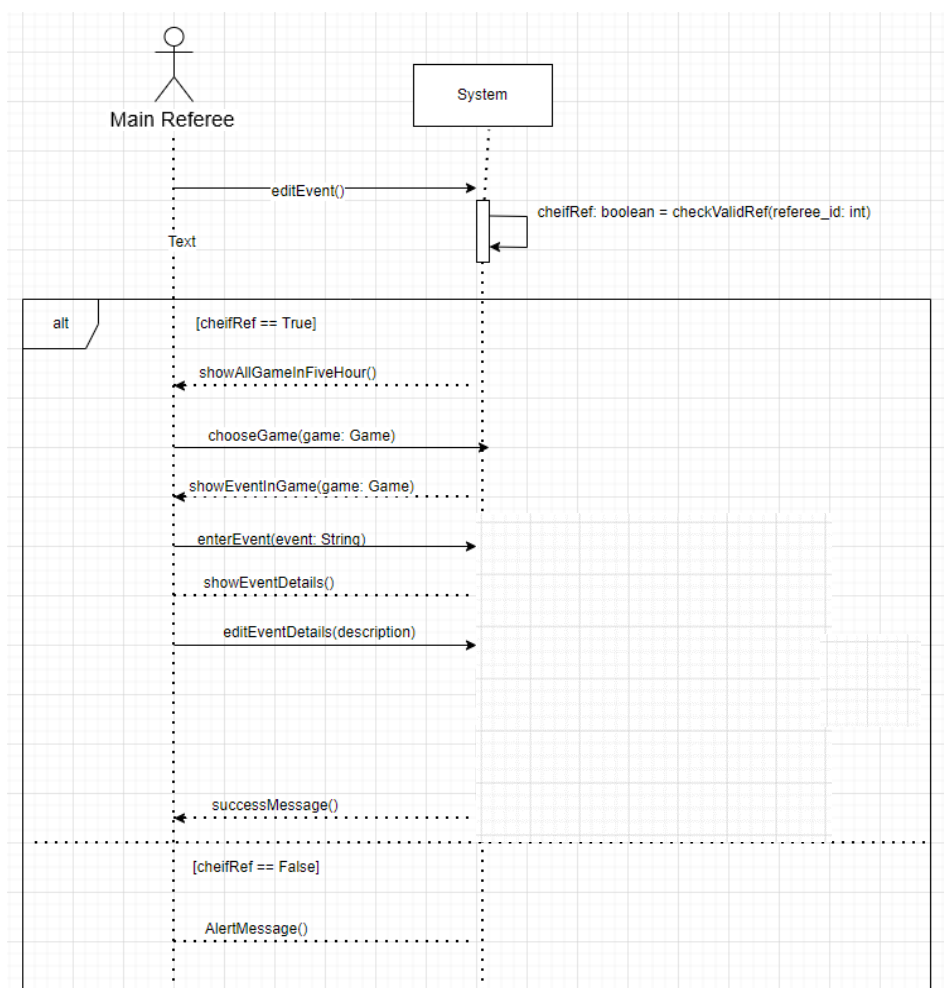 Main Referee
System
editEvent()
cheifRef: boolean = checkValidRef(referee_id: int)
Text
alt
[cheifRef == True]
showAllGameInFiveHour()
chooseGame(game: Game)
showEventInGame(game: Game)
enterEvent(event: String)
showEventDetails()
editEventDetails(description)
successMessage()
[cheifRef == False]
AlertMessage()